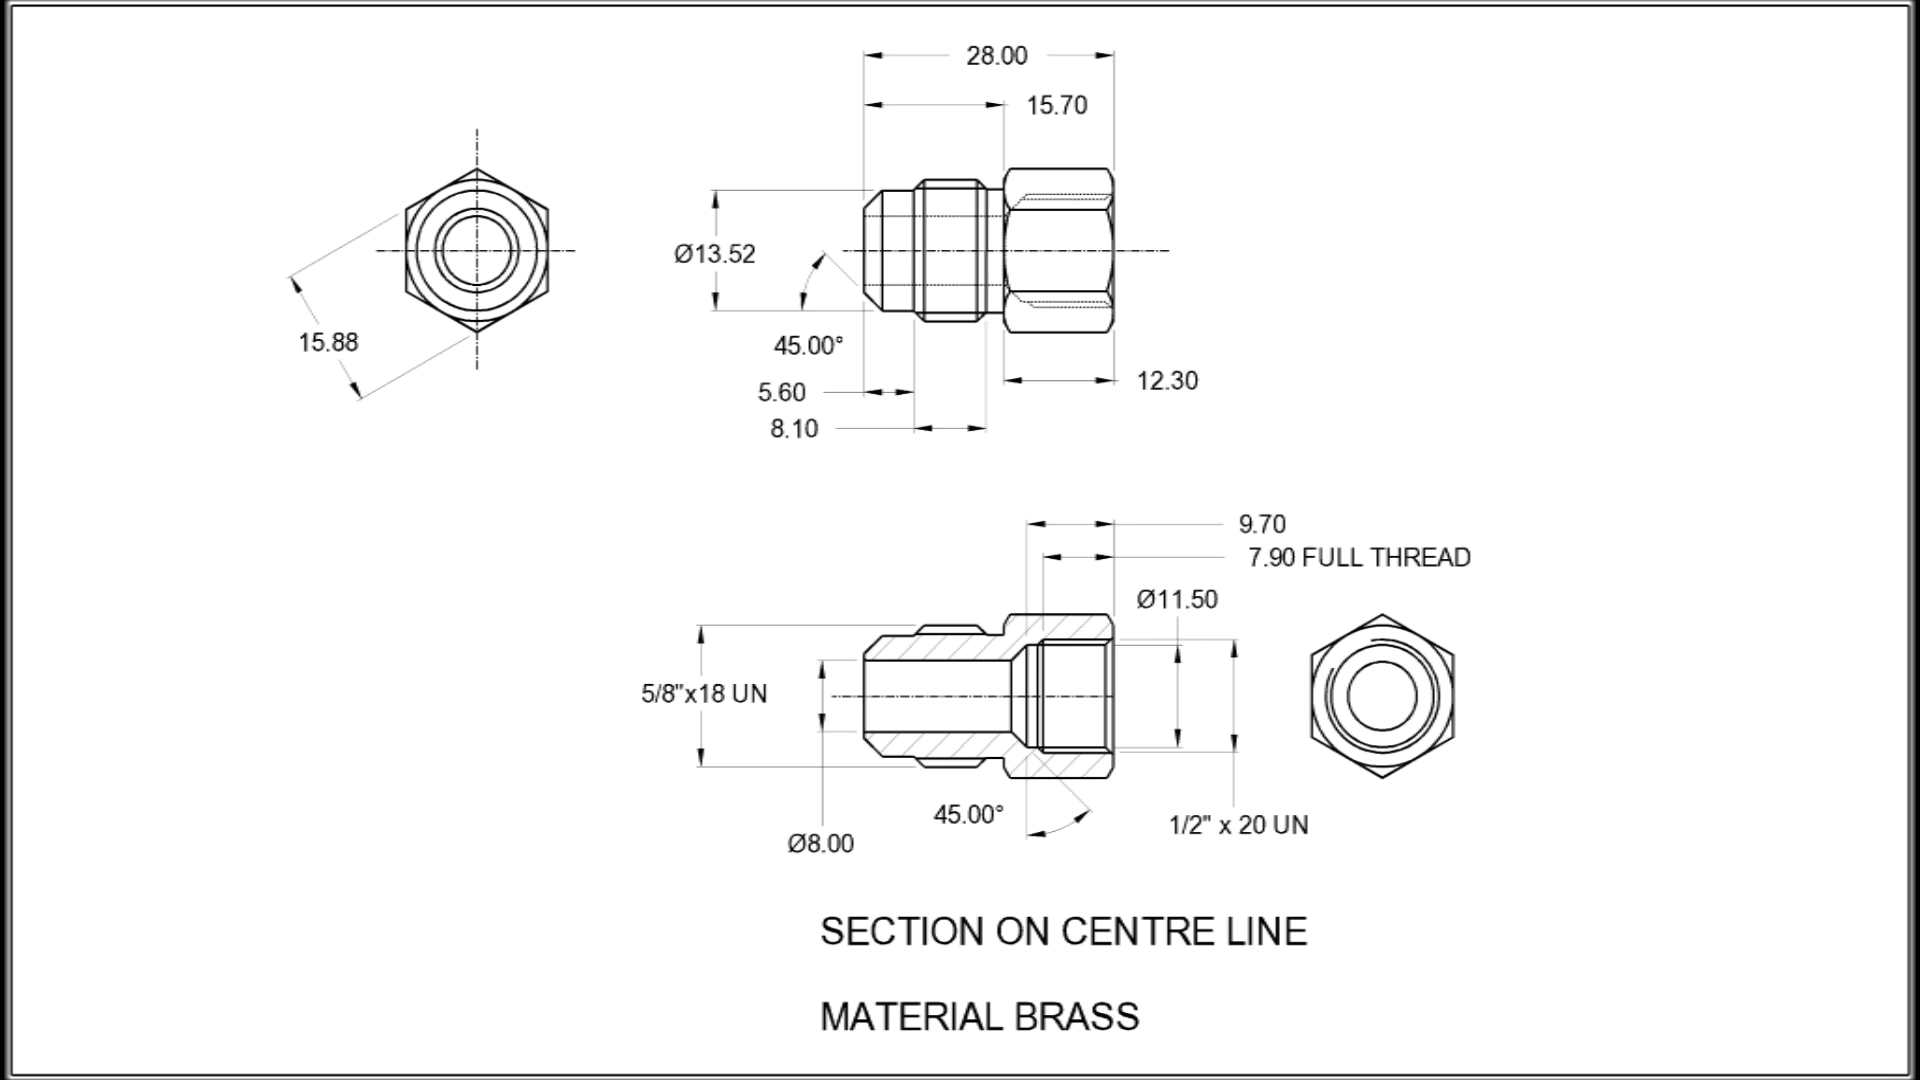 28.00
15.70
Ø13.52
15.88
45.00°
5.60
12.30
8.10
9.70
7.90 FULL THREAD
Ø11.50
5/8"x18 UN
45.00°
1/2" x 20 UN
Ø8.00
SECTION ON CENTRE LINE
MATERIAL BRASS